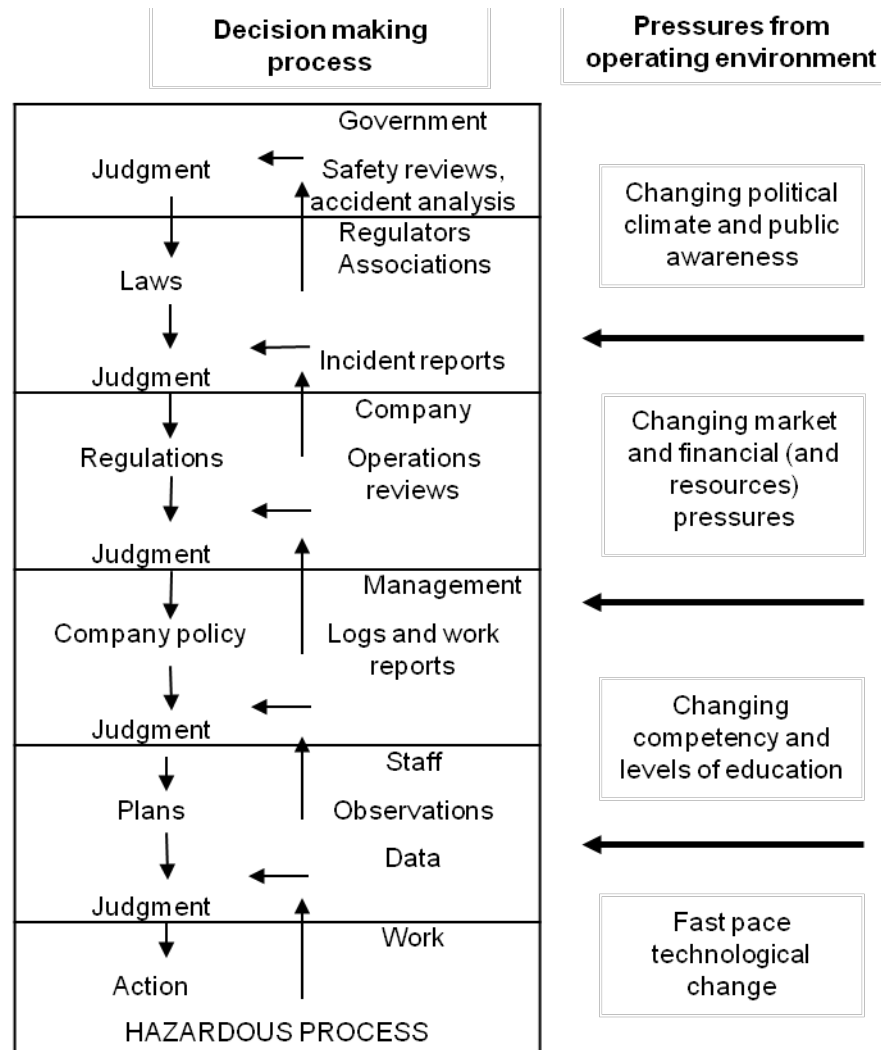 Decision making
process
Pressures from
operating environment
Government
Judgment
Safety reviews,
accident analysis
Regulators
Associations
Laws
Incident reports
Judgment
Company
Regulations
Operations
reviews
Judgment
Management
Company policy
Logs and work
reports
Judgment
Staff
Plans
Observations
Data
Judgment
Work
Action
HAZARDOUS PROCESS
Changing political
climate and public
awareness
Changing market
and financial (and
resources)
pressures
Changing
competency and
levels of education
Fast pace
technological
change